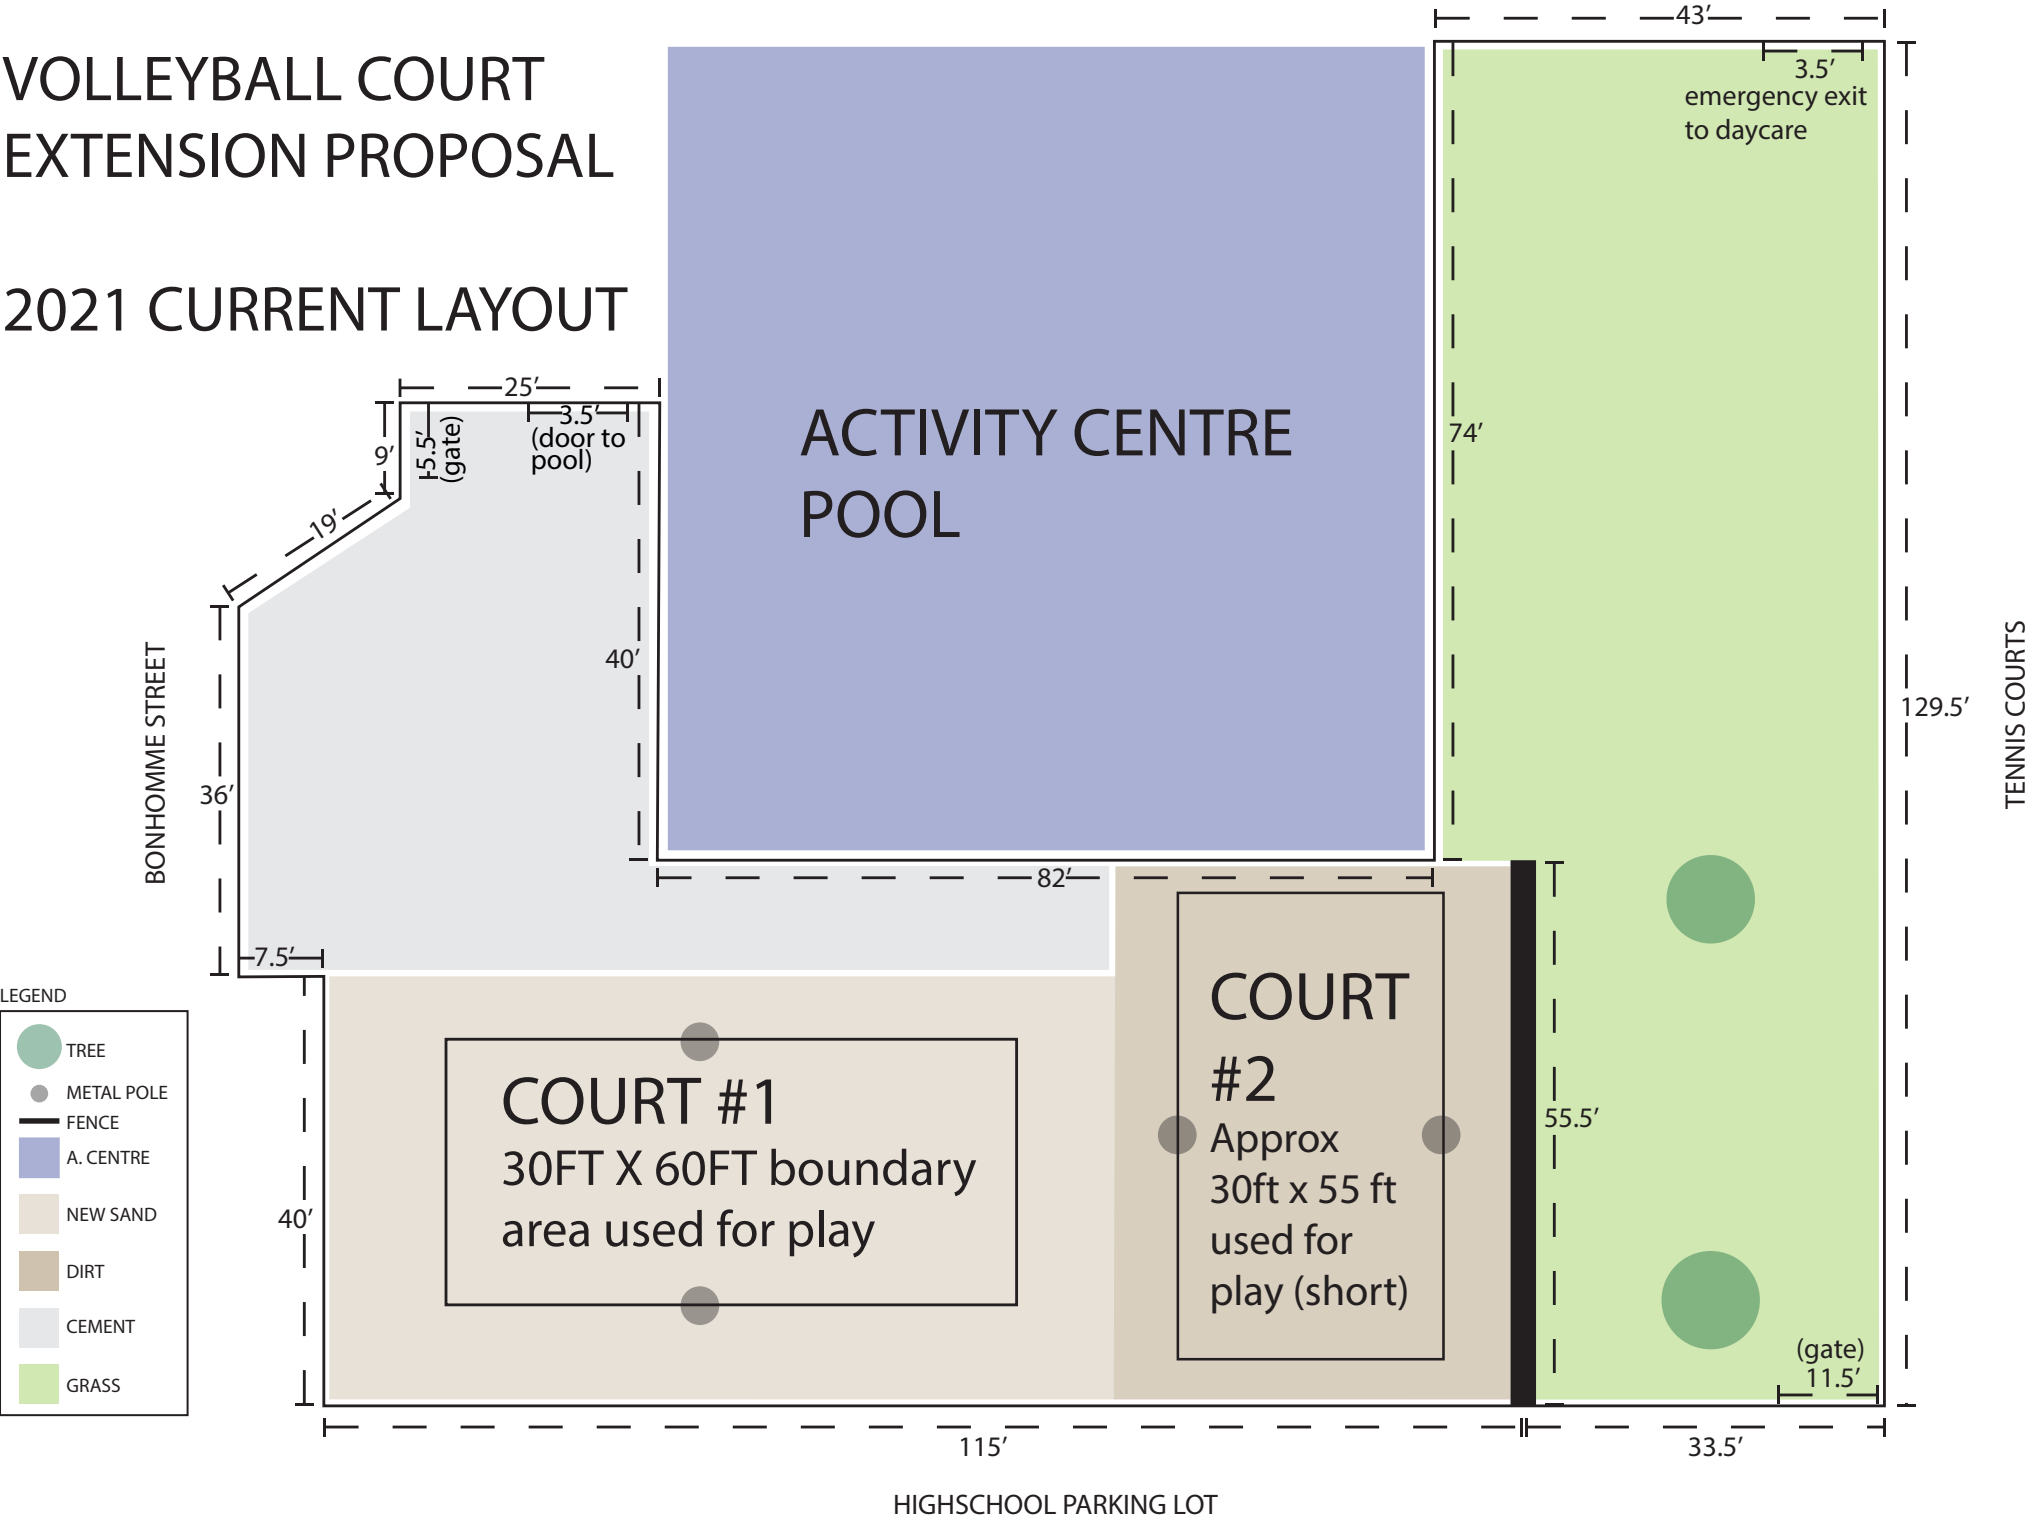 VOLLEYBALL COURT
EXTENSION PROPOSAL
2021 CURRENT LAYOUT
43’
3.5’
emergency exit
to daycare
25’
3.5’
(door to
pool)
9’
5.5’
(gate)
19’
ACTIVITY CENTRE
POOL
74’
40’
BONHOMME STREET
36’
129.5’
TENNIS COURTS
82’
7.5’
LEGEND
TREE
METAL POLE
FENCE
A. CENTRE
NEW SAND
DIRT
CEMENT
GRASS
40’
COURT #1
30FT X 60FT boundary
area used for play
COURT
#2
Approx
30ft x 55 ft
used for
play (short)
55.5’
(gate)
11.5’
115’
33.5’
HIGHSCHOOL PARKING LOT